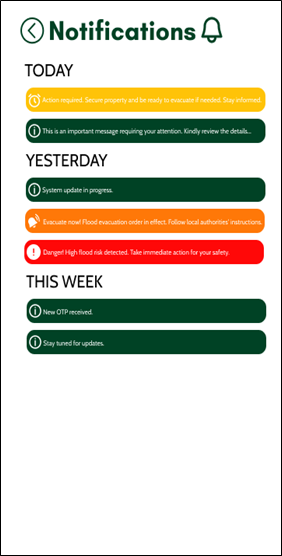 Notifications
TODAY
Action required. Secure property and be ready to evacuate if needed. Stay informed.
This is an important message requiring your attention. Kindly review the details...
YESTERDAY
System update in progress.
Evacuate now! Flood evacuation order in effect. Follow local authorities' instructions.
Danger! High flood risk detected. Take immediate action for your safety.
THIS WEEK
New OTP received.
Stay tuned for updates.